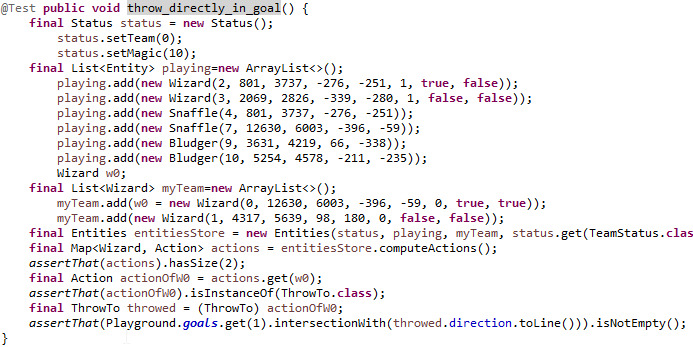 @Test public void throw_directly_in_goal() {
final Status status = new Status();
status.setTeam(0);
status.setMagic(10);
final List<Entity> playing=new ArrayList<>();
playing.add(new Wizard(2, 801, 3737, -276, -251, 1, true, false));
playing.add(new Wizard(3, 2069, 2826, -339, -280, 1, false, false));
playing.add(new Snaffle(4, 801, 3737, -276, -251));
playing.add(new Snaffle(7, 12630, 6003, -396, -59));
playing.add(new Bludger(9, 3631, 4219, 66, -338));
playing.add(new Bludger(10, 5254, 4578, -211, -235));
Wizard w0;
final List<Wizard> myTeam=new ArrayList<>();
myTeam.add(w0 = new Wizard(0, 12630, 6003, -396, -59, 0, true, true));
myTeam.add(new Wizard(1, 4317, 5639, 98, 180, 0, false, false));
final Entities entitiesStore = new Entities(status, playing, myTeam, status.get(TeamStatus.clas
final Map<Wizard, Action> actions = entitiesStore.computeActions();
assertThat(actions).hasSize(2);
final Action actionOfW0 = actions.get(w0);
assertThat(actionOfW0).isInstanceOf(ThrowTo.class);
final ThrowTo throwed = (ThrowTo) actionOfW0;
assertThat(Playground.goals.get(1).intersectionWith(throwed.direction.toLine())).isNotEmpty();
}